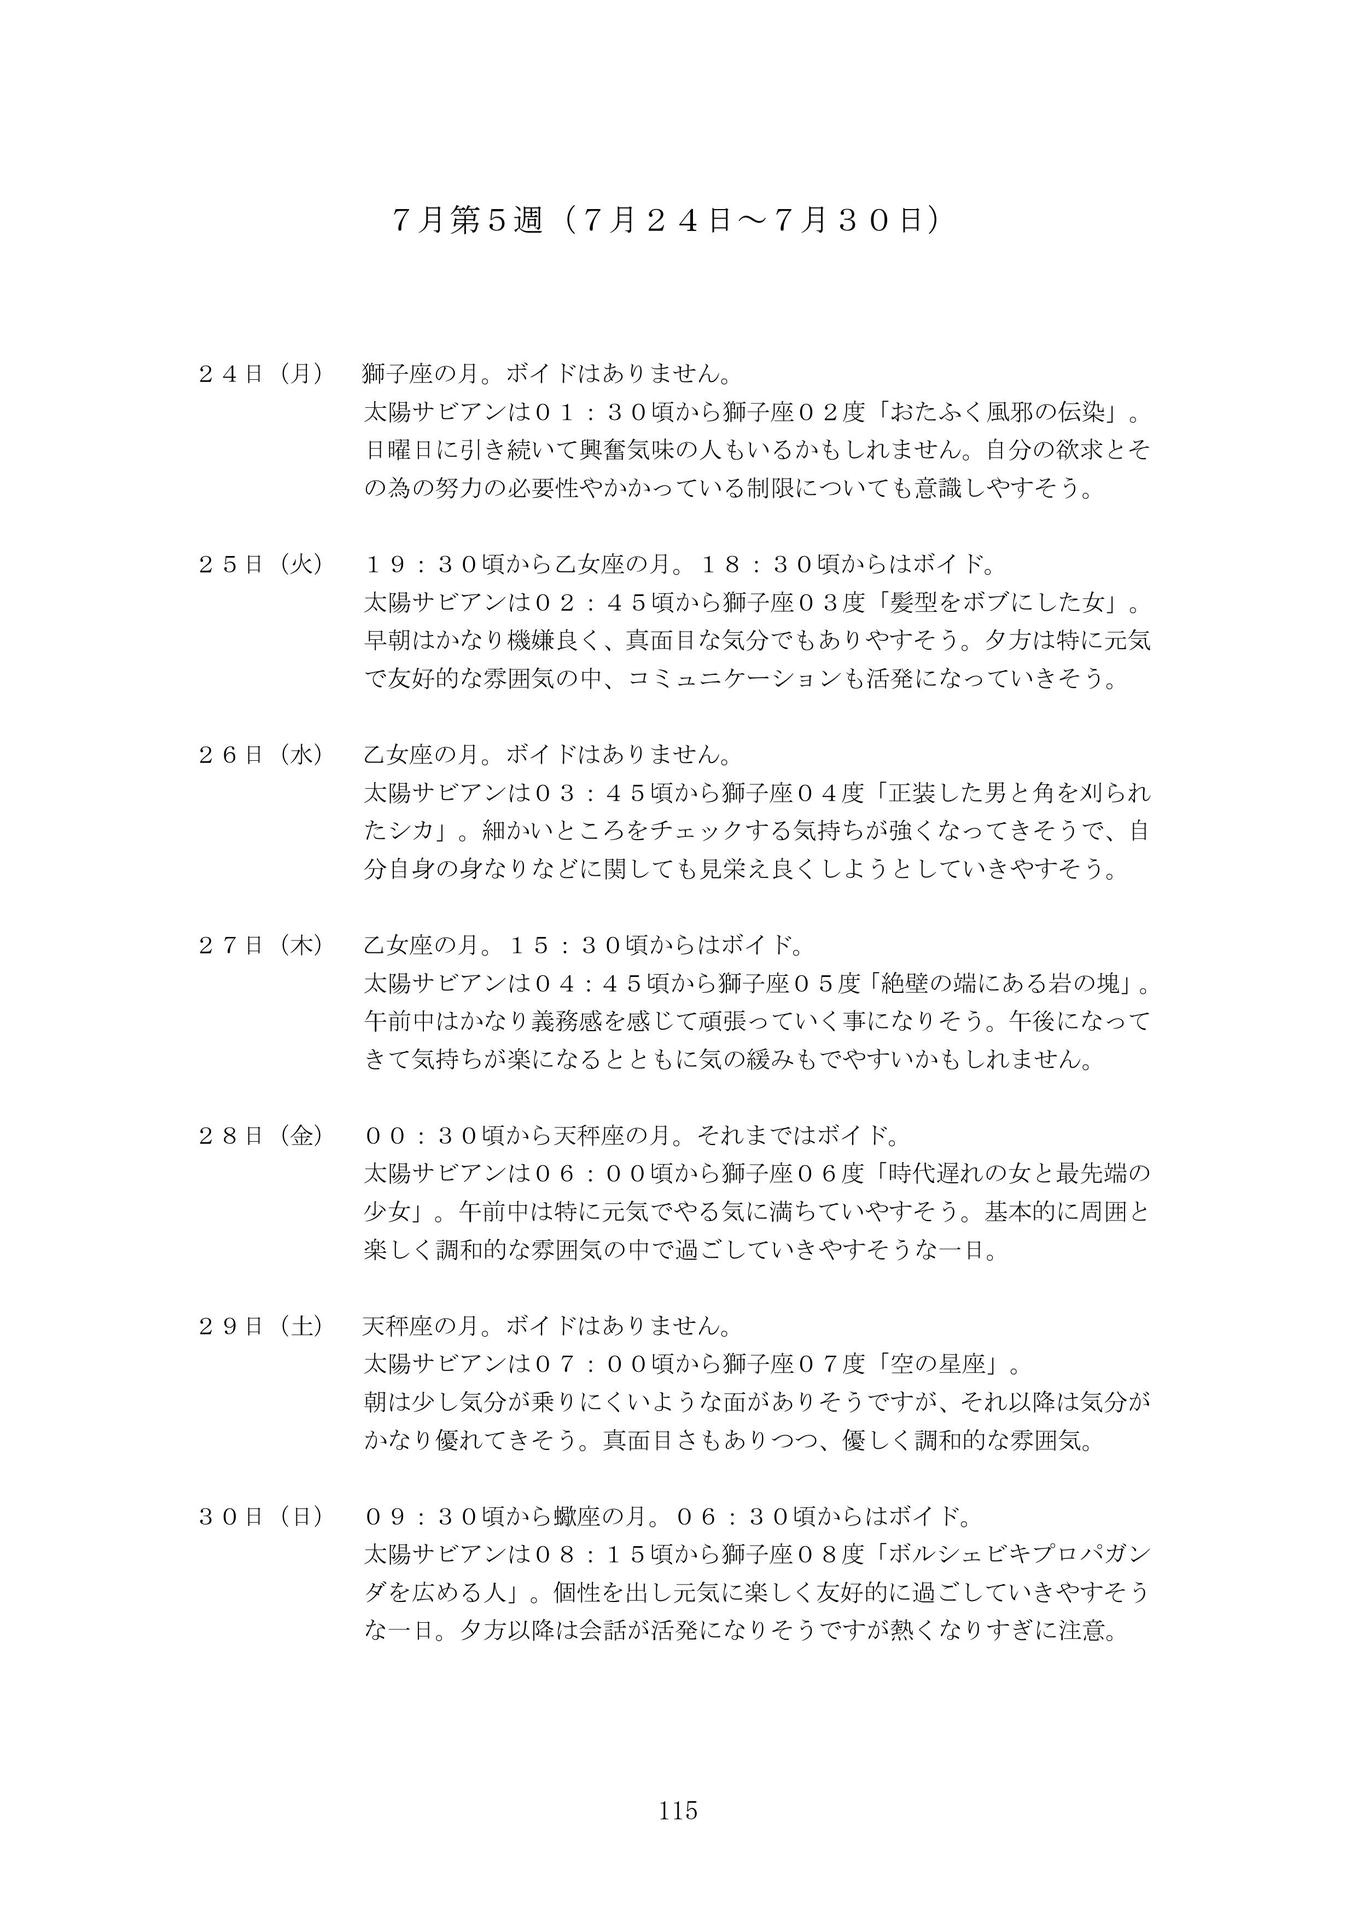 ７月第５週（７月２４日～７月３０日）
２４日（月）　獅子座の月。ボイドはありません。
太陽サビアンは０１：３０頃から獅子座０２度「おたふく風邪の伝染」。
日曜日に引き続いて興奮気味の人もいるかもしれません。自分の欲求とそ
の為の努力の必要性やかかっている制限についても意識しやすそう。
２５日（火）　１９：３０頃から乙女座の月。１８：３０頃からはボイド。
太陽サビアンは０２：４５頃から獅子座０３度「髪型をボブにした女」。
早朝はかなり機嫌良く、真面目な気分でもありやすそう。夕方は特に元気
で友好的な雰囲気の中、コミュニケーションも活発になっていきそう。
２６日（水）　乙女座の月。ボイドはありません。
太陽サビアンは０３：４５頃から獅子座０４度「正装した男と角を刈られ
たシカ」。細かいところをチェックする気持ちが強くなってきそうで、自
分自身の身なりなどに関しても見栄え良くしようとしていきやすそう。
２７日（木）　乙女座の月。１５：３０頃からはボイド。
太陽サビアンは０４：４５頃から獅子座０５度「絶壁の端にある岩の塊」。
午前中はかなり義務感を感じて頑張っていく事になりそう。午後になって
きて気持ちが楽になるとともに気の緩みもでやすいかもしれません。
２８日（金）　００：３０頃から天秤座の月。それまではボイド。
太陽サビアンは０６：００頃から獅子座０６度「時代遅れの女と最先端の
少女」。午前中は特に元気でやる気に満ちていやすそう。基本的に周囲と
楽しく調和的な雰囲気の中で過ごしていきやすそうな一日。
２９日（土）　天秤座の月。ボイドはありません。
太陽サビアンは０７：００頃から獅子座０７度「空の星座」。
朝は少し気分が乗りにくいような面がありそうですが、それ以降は気分が
かなり優れてきそう。真面目さもありつつ、優しく調和的な雰囲気。
３０日（日）　０９：３０頃から蠍座の月。０６：３０頃からはボイド。
太陽サビアンは０８：１５頃から獅子座０８度「ボルシェビキプロパガン
ダを広める人」。個性を出し元気に楽しく友好的に過ごしていきやすそう
な一日。夕方以降は会話が活発になりそうですが熱くなりすぎに注意。
115